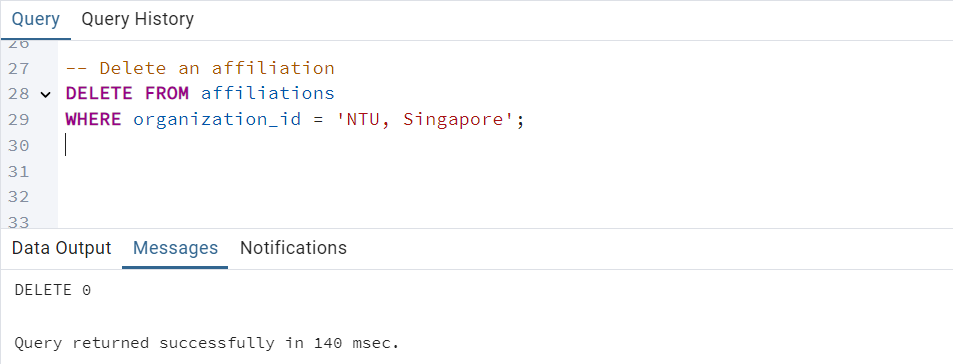 Query Query History
26
27 -- Delete an affiliation
28 DELETE FROM affiliations
29 WHERE organization_id = 'NTU, Singapore';
30
31
32
33
Data Output Messages Notifications
DELETE 0
Query returned successfully in 140 msec.